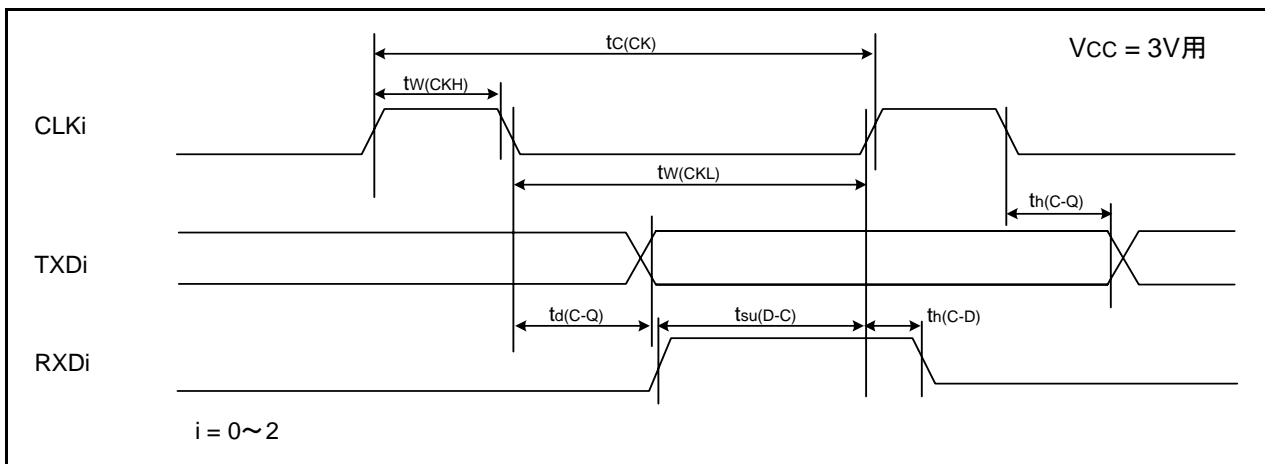 tC(CK)
VCC = 3V用
tW(CKH)
CLKi
tW(CKL)
th(C-Q)
TXDi
td(C-Q)
tsu(D-C)
th(C-D)
RXDi
i = 0～2